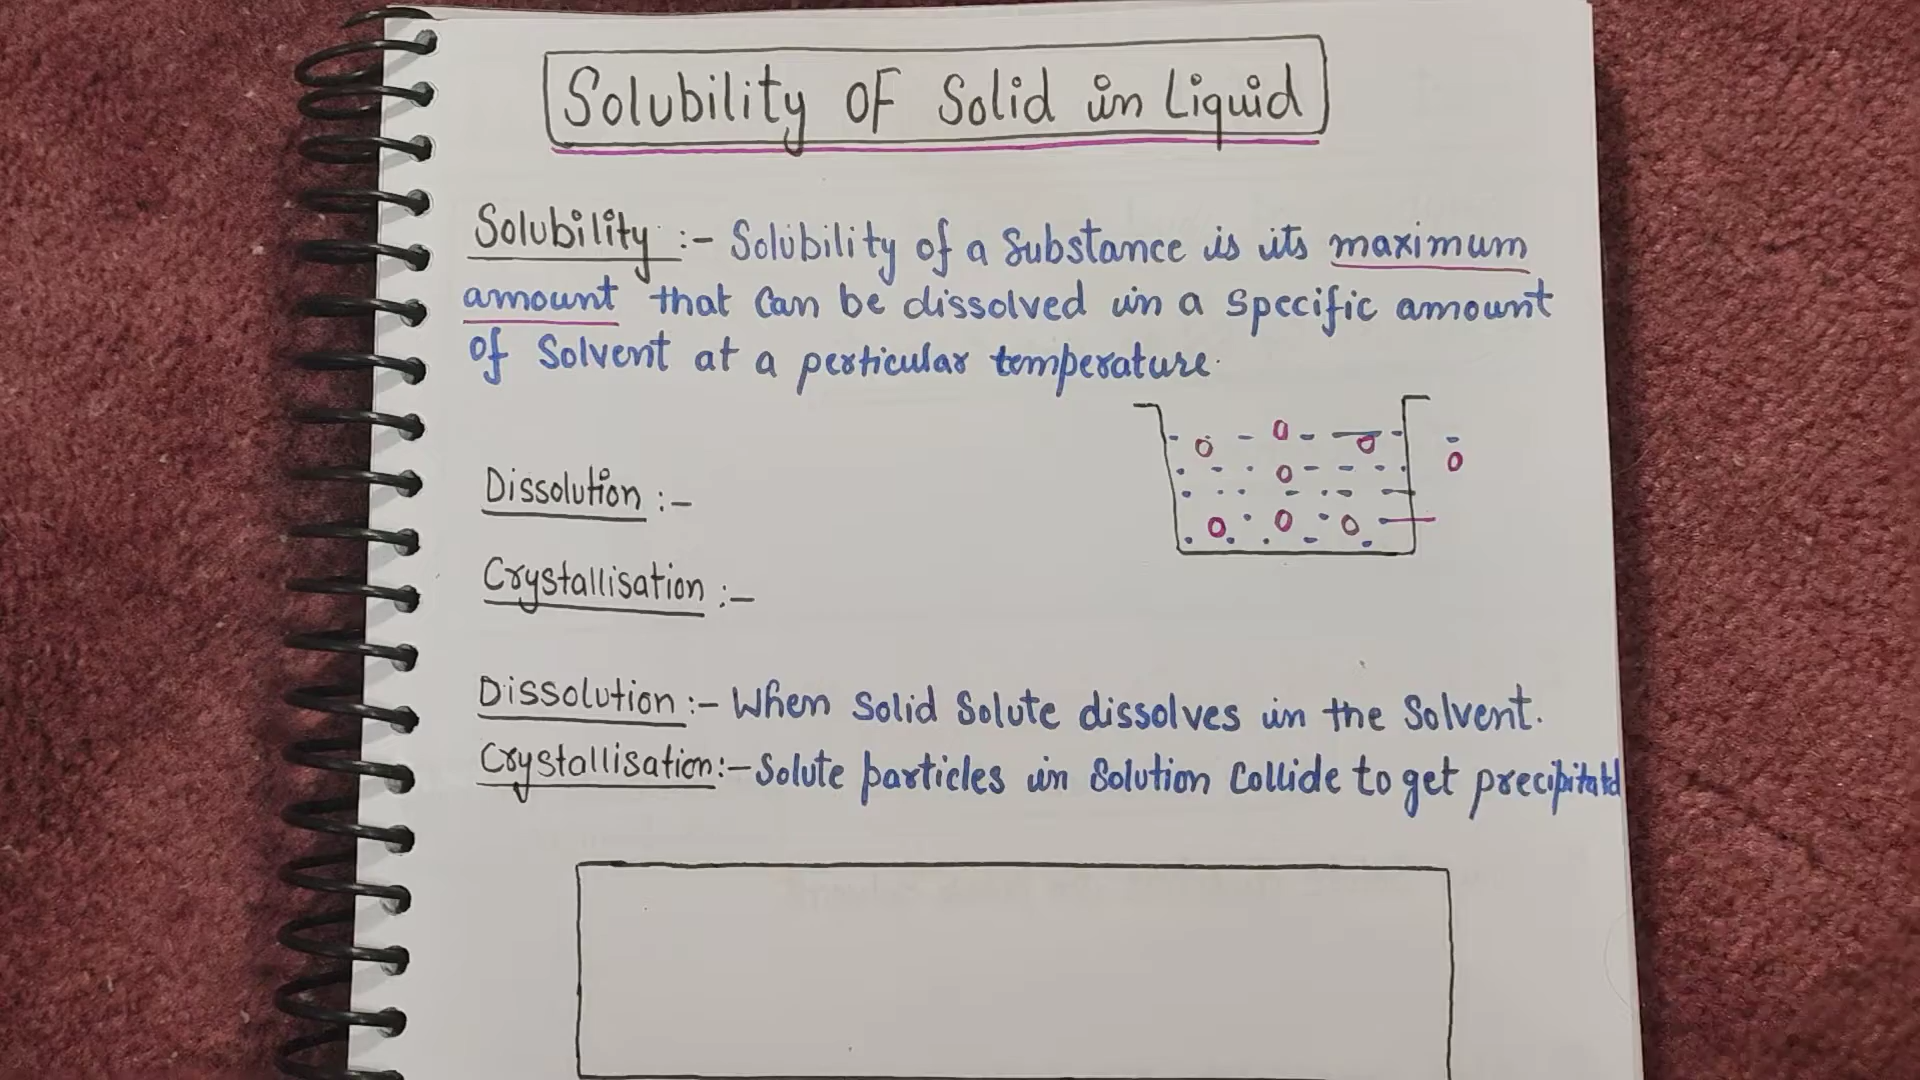 Solubility OF Solid in Liquid
Solubility :- Solubility of a Substance is its maximum
amount that Can be dissolved in a Specific amount
of Solvent at a perticular temperature.
Dissolution :-
Crystallisation :-
Dissolution :- When Solid Solute dissolves in the Solvent.
Crystallisation:- Solute particles in Solution Collide to get precipitatd